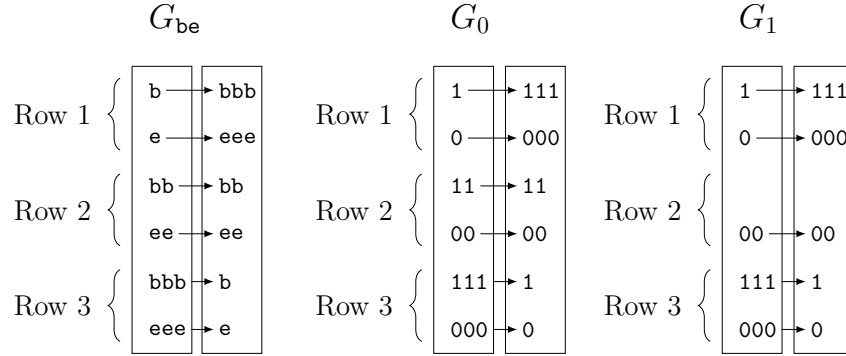 G_be G_0 G_1
b → bbb 1 → 111 1 → 111
Row 1 Row 1 Row 1
e → eee 0 → 000 0 → 000
bb → bb 11 → 11
Row 2 Row 2 Row 2
ee → ee 00 → 00 00 → 00
bbb → b 111 → 1 111 → 1
Row 3 Row 3 Row 3
eee → e 000 → 0 000 → 0